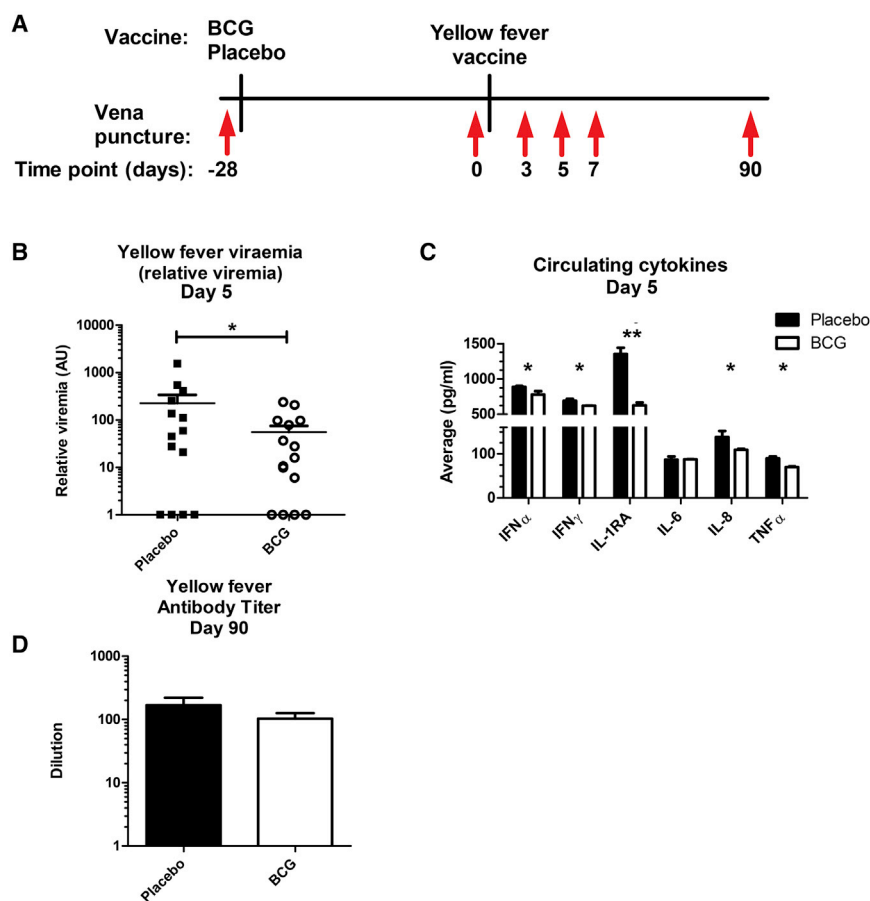 A
Vaccine:
BCG
Placebo
Yellow fever
vaccine
Vena
puncture:
Time point (days): -28 0 3 5 7 90
B
Yellow fever viraemia
(relative viremia)
Day 5
Relative viremia (AU)
10000
1000
100
10
1
*
Placebo
BCG
C
Circulating cytokines
Day 5
Placebo
BCG
Average (pg/ml)
1500
1000
500
100
0
* * ** * *
IFNα
IFNγ
IL-1RA
IL-6
IL-8
TNFα
D
Yellow fever
Antibody Titer
Day 90
Dilution
1000
100
10
1
Placebo
BCG